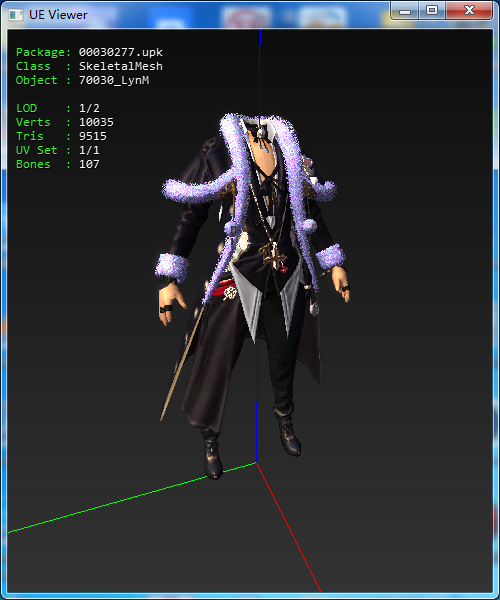 UE Viewer
Package: 00030277.upk
Class : SkeletalMesh
Object : 70030_LynM
LOD : 1/2
Verts : 10035
Tris : 9515
UV Set : 1/1
Bones : 107